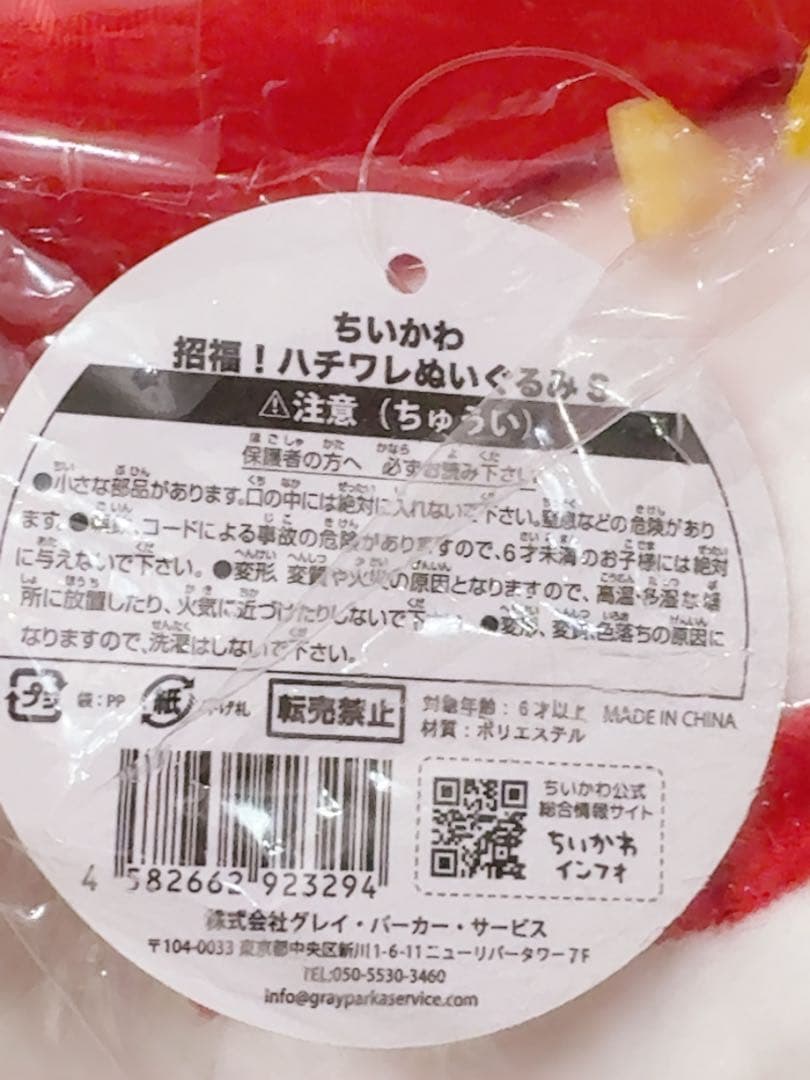 ちいかわ
招福！ハチワレぬいぐるみS
⚠注意（ちゅうい）
保護者の方へ 必ずお読み下さい
●小さな部品があります。口の中には絶対に入れないで下さい。窒息などの危険があり
ます。●誤飲、コードによる事故の危険がありますので、6才未満のお子様には絶対
に与えないで下さい。●変形、変質や火災の原因となりますので、高温・多湿な場
所に放置したり、火気に近づけたりしないで下さい。●変形、変質、色落ちの原因に
なりますので、洗濯はしないで下さい。
プラ 袋：PP 紙 下げ札 転売禁止 対象年齢：6才以上 MADE IN CHINA
材質：ポリエステル
4 582662 923294
ちいかわ公式
総合情報サイト
ちいかわ
インフォ
株式会社グレイ・パーカー・サービス
〒104-0033 東京都中央区新川1-6-11ニューリバータワー7F
TEL:050-5530-3460
info@grayparkaservice.com